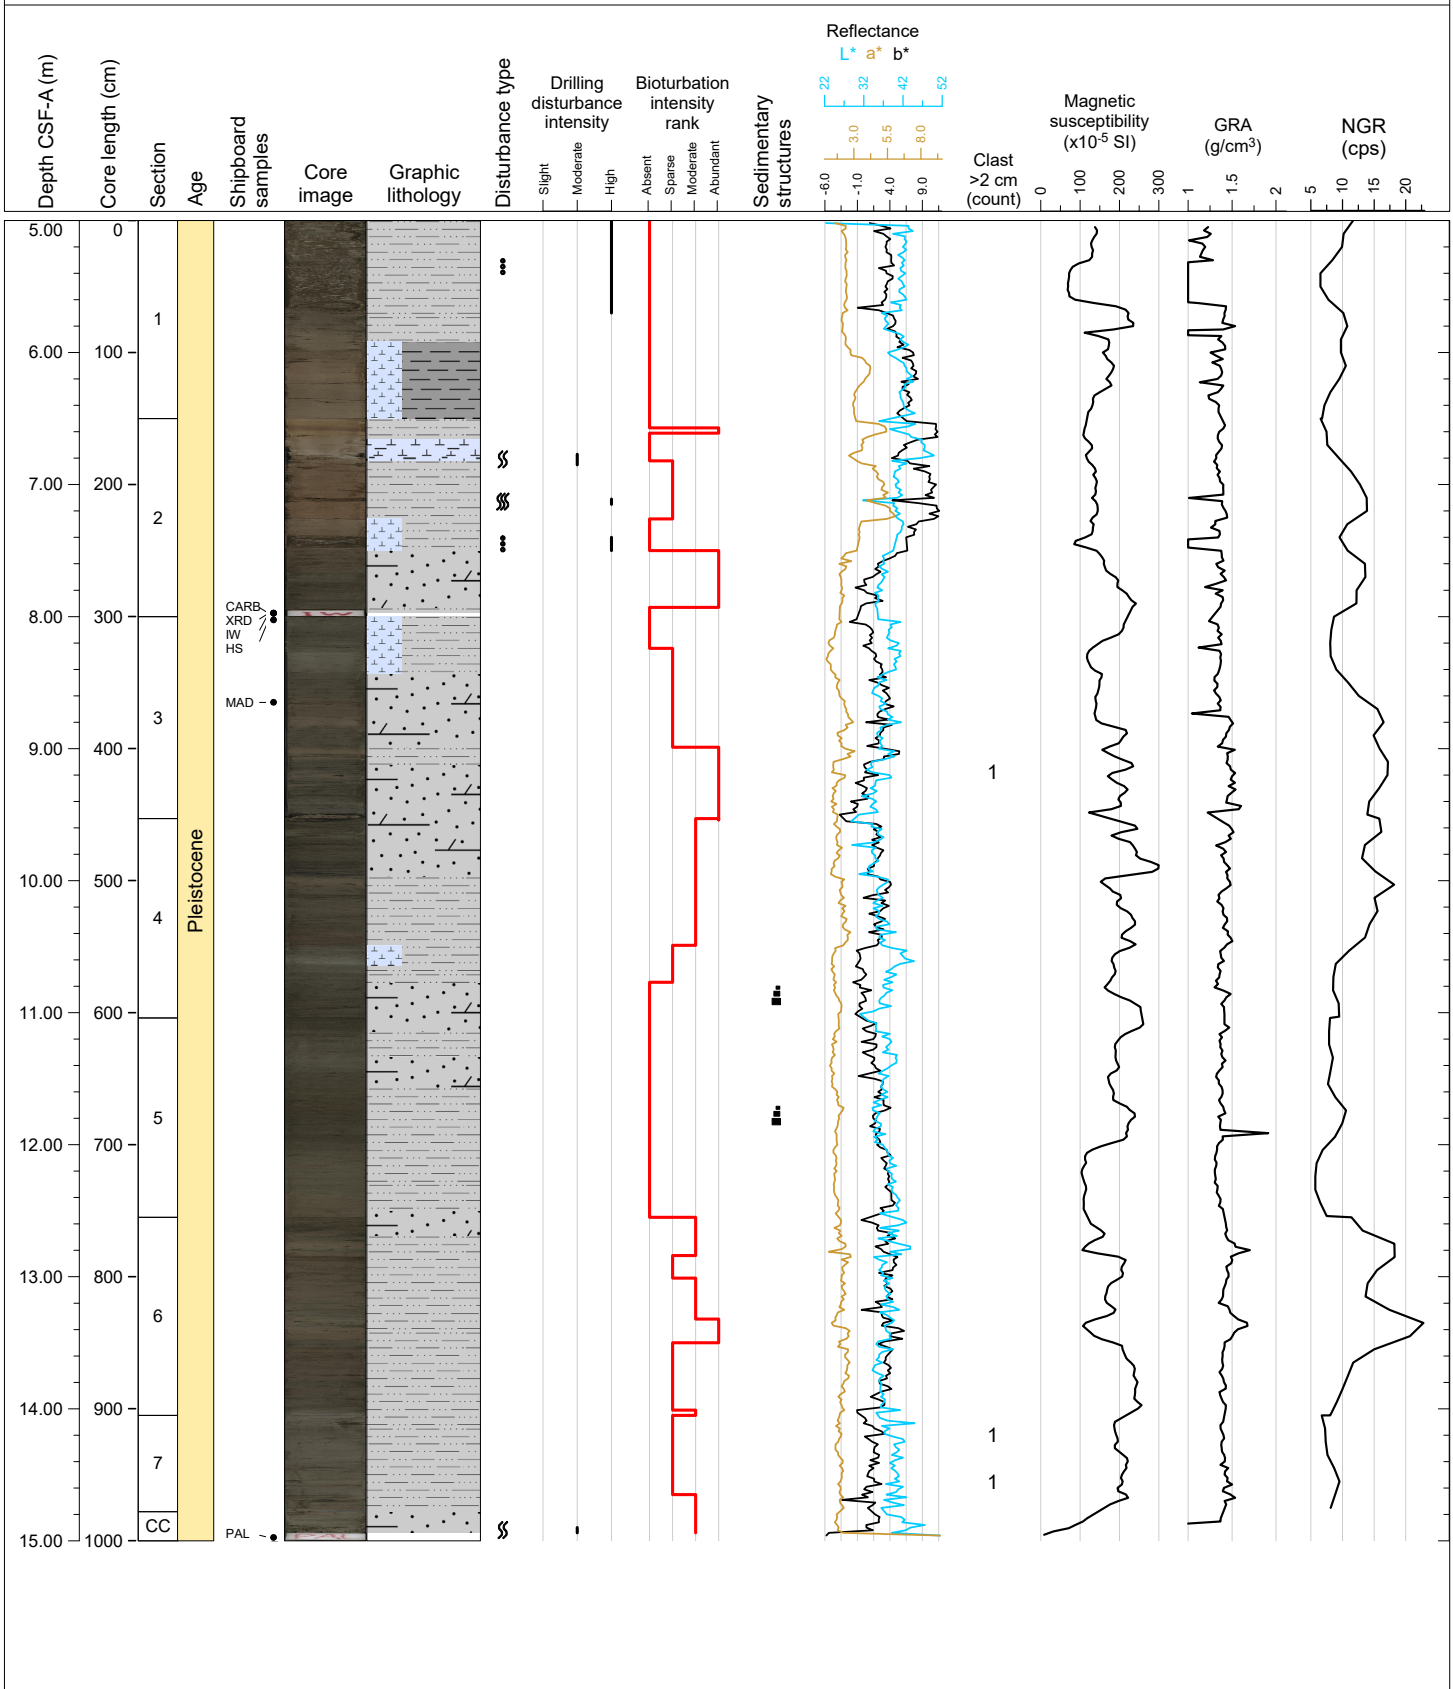 Depth CSF-A (m)
Core length (cm)
Section
Age
Shipboard
samples
Core
image
Graphic
lithology
Disturbance type
Drilling
disturbance
intensity
Slight
Moderate
High
Bioturbation
intensity
rank
Absent
Sparse
Moderate
Abundant
Sedimentary
structures
Reflectance
L* a* b*
22 32 42 52
3.0 5.5 8.0
-6.0 -1.0 4.0 9.0
Clast
>2 cm
(count)
Magnetic
susceptibility
(x10-5 SI)
0 100 200 300
GRA
(g/cm3)
1 1.5 2
NGR
(cps)
5 10 15 20
5.00 0
1
6.00 100
7.00 200
2
CARB
8.00 300
XRD
IW
HS
MAD
3
9.00 400
1
Pleistocene
10.00 500
4
11.00 600
5
12.00 700
13.00 800
6
14.00 900
1
7
1
CC
PAL
15.00 1000